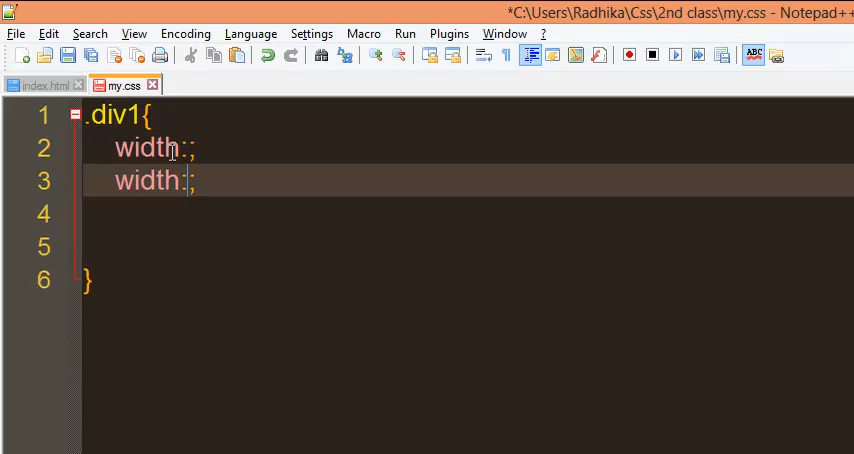 *C:\Users\Radhika\Css\2nd class\my.css - Notepad++
File Edit Search View Encoding Language Settings Macro Run Plugins Window ?
ABC
index.html my.css
1 .div1{
2 width:;
3 width:;
4
5
6 }